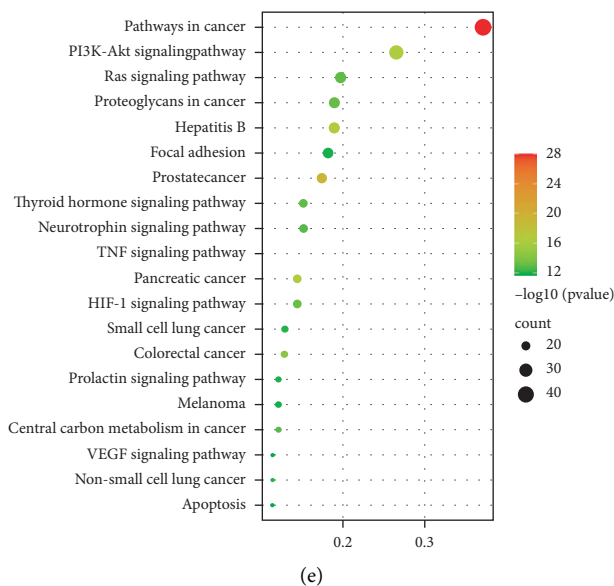 Pathways in cancer
PI3K-Akt signalingpathway
Ras signaling pathway
Proteoglycans in cancer
Hepatitis B
Focal adhesion
Prostatecancer
Thyroid hormone signaling pathway
Neurotrophin signaling pathway
TNF signaling pathway
Pancreatic cancer
HIF-1 signaling pathway
Small cell lung cancer
Colorectal cancer
Prolactin signaling pathway
Melanoma
Central carbon metabolism in cancer
VEGF signaling pathway
Non-small cell lung cancer
Apoptosis
0.2 0.3
28
24
20
16
12
−log10 (pvalue)
count
20
30
40
(e)